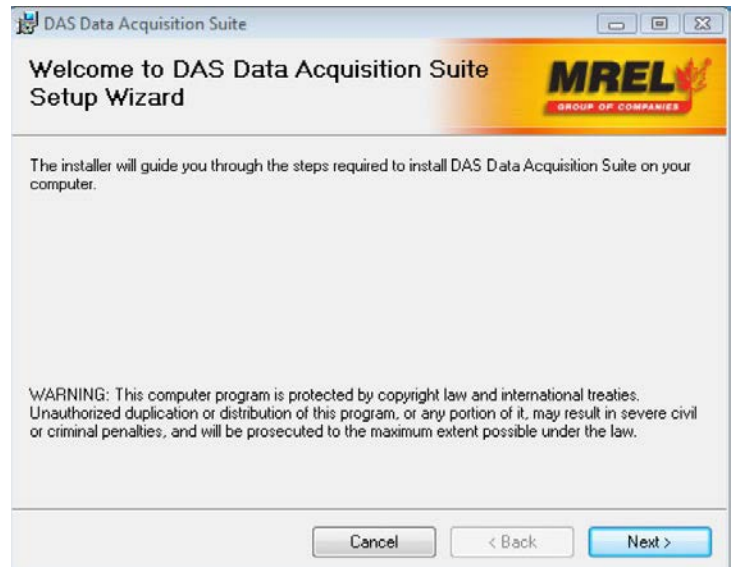 DAS Data Acquisition Suite
Welcome to DAS Data Acquisition Suite
Setup Wizard
MREL
GROUP OF COMPANIES
The installer will guide you through the steps required to install DAS Data Acquisition Suite on your
computer.
WARNING: This computer program is protected by copyright law and international treaties.
Unauthorized duplication or distribution of this program, or any portion of it, may result in severe civil
or criminal penalties, and will be prosecuted to the maximum extent possible under the law.
Cancel
< Back
Next >